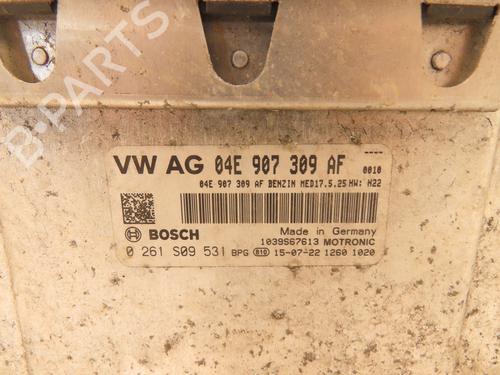 VW AG 04E 907 309 AF ----
0010
04E 907 309 AF BENZIN MED17.5.25 HW: H22
BOSCH
Made in Germany
1039S67613 MOTRONIC
0 261 S09 531 BPG 810 15-07-22 1260 1020